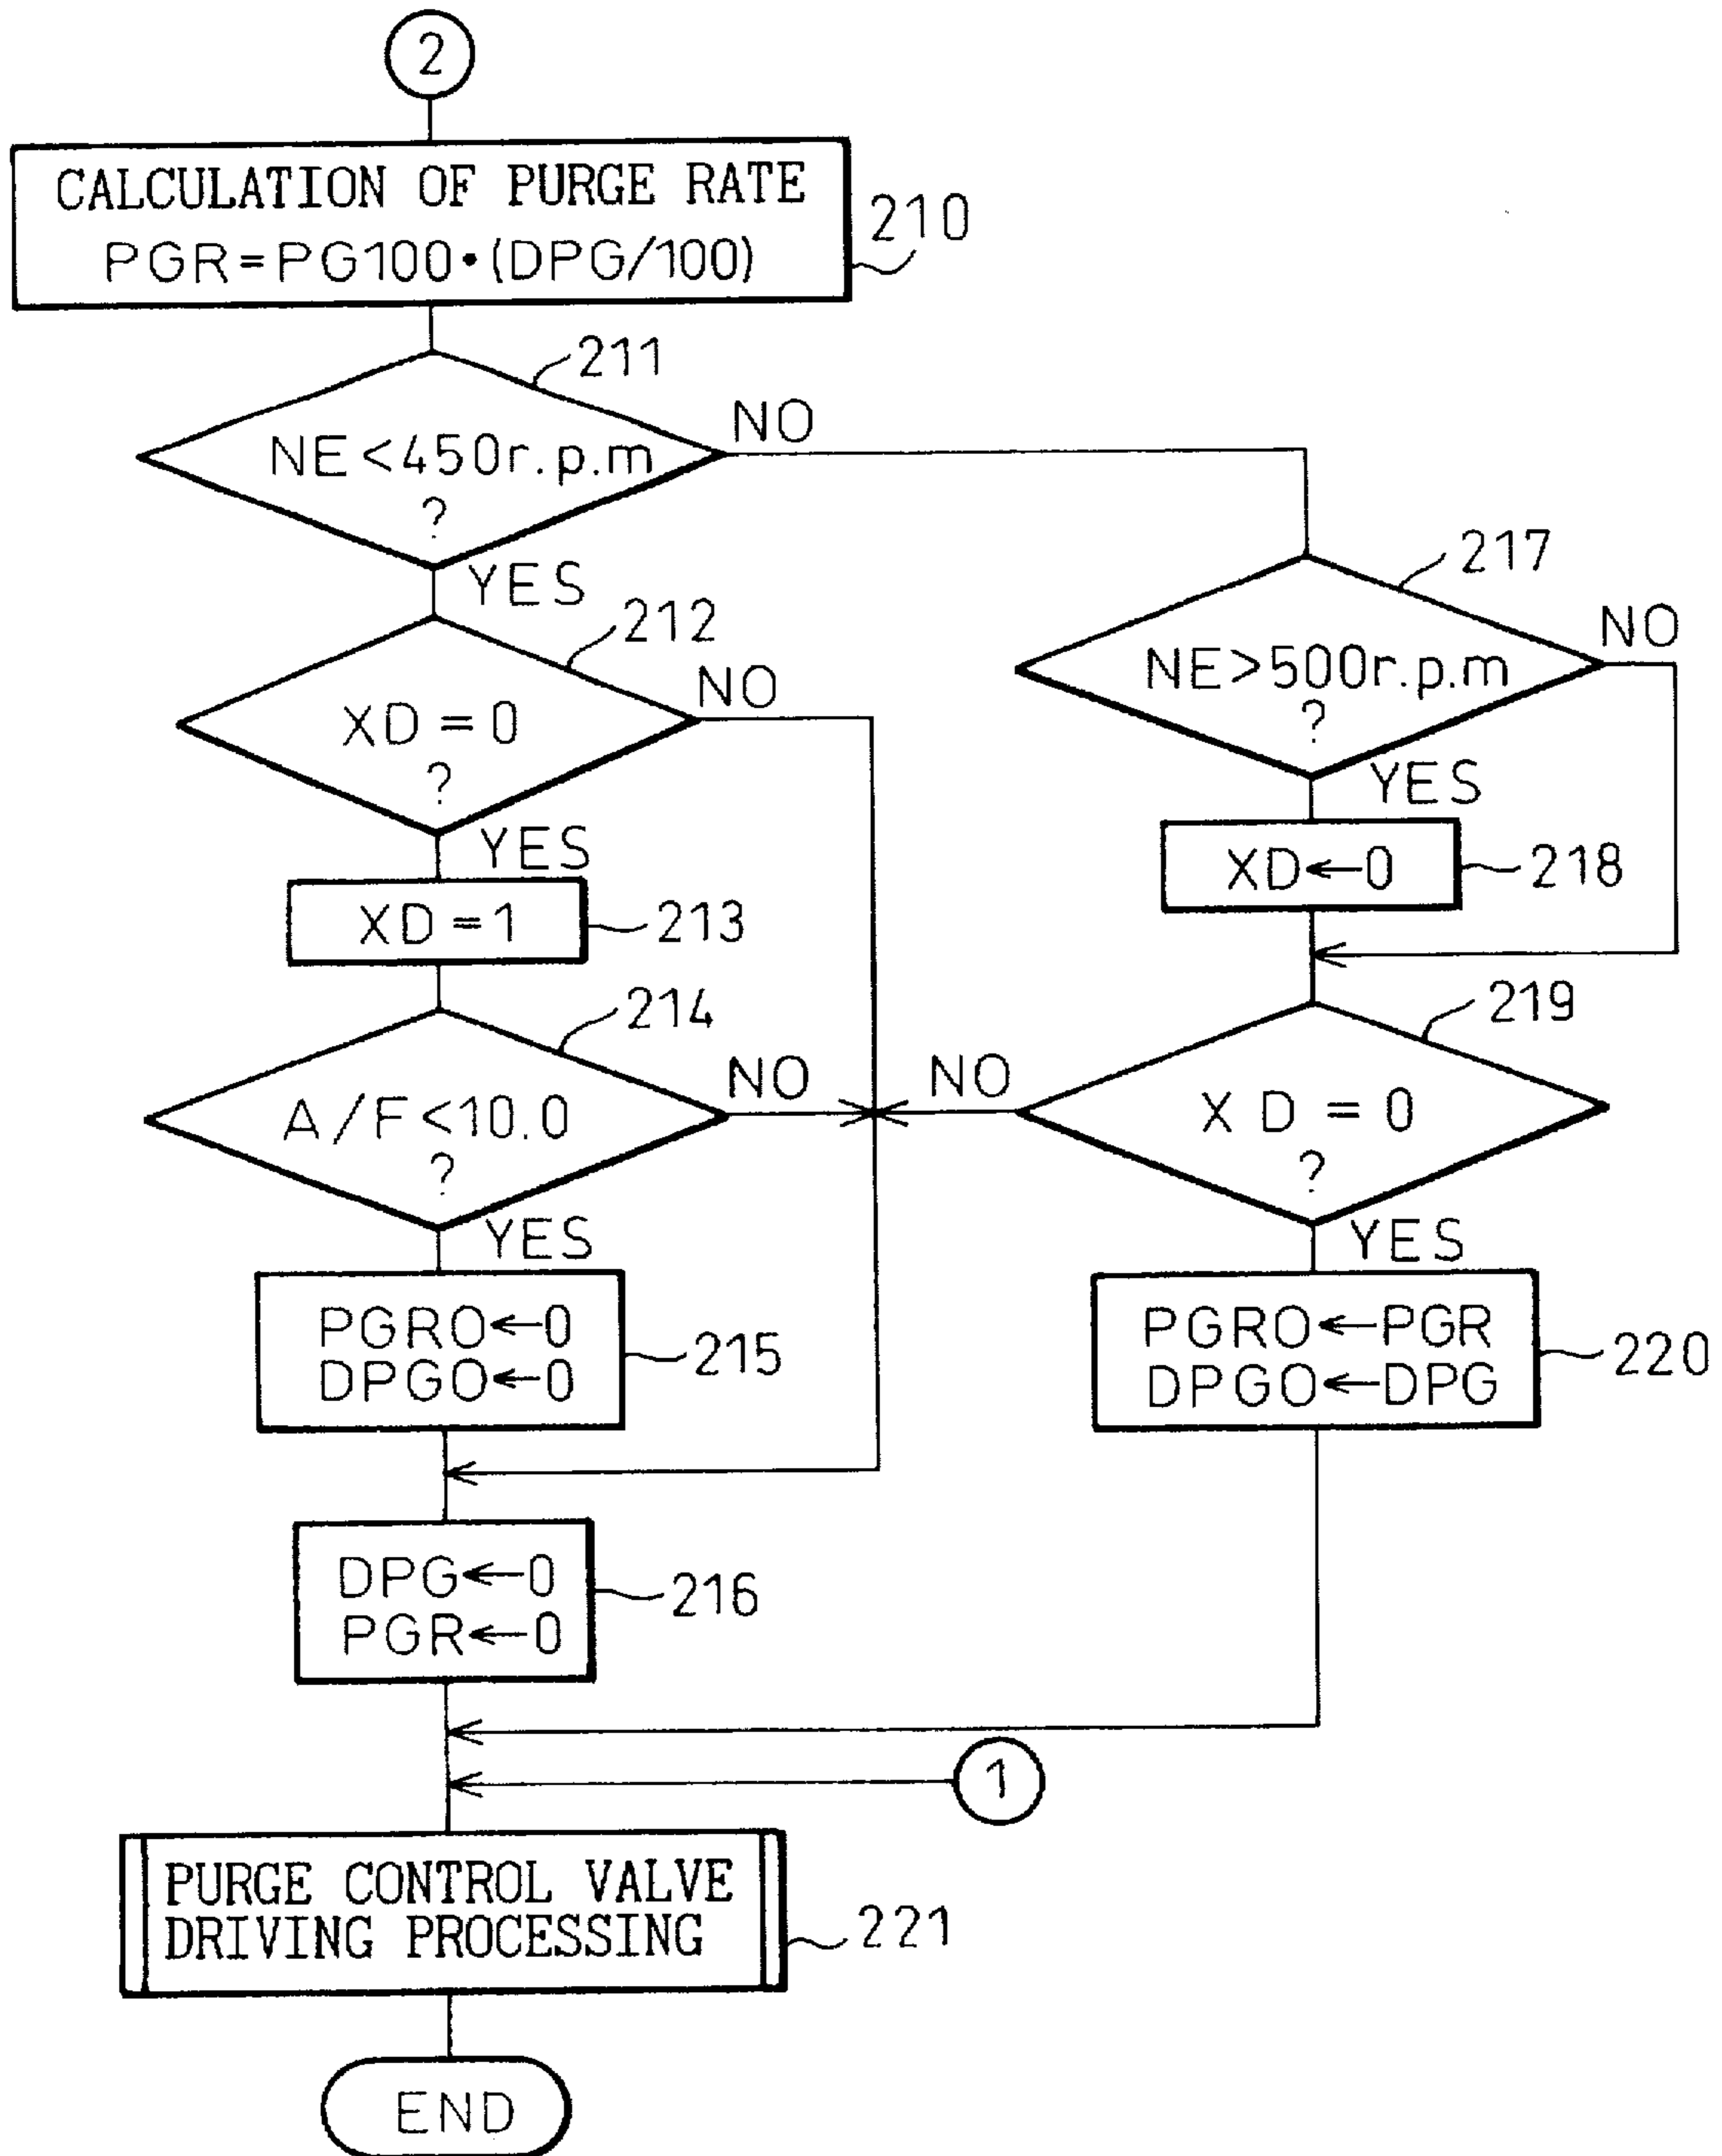 2
CALCULATION OF PURGE RATE
PGR=PG100•(DPG/100)
210
211
NE<450r.p.m
?
NO
YES
212
XD=0
?
NO
YES
XD=1
213
214
A/F<10.0
?
NO
YES
PGRO←0
DPGO←0
215
DPG←0
PGR←0
216
217
NE>500r.p.m
?
NO
YES
XD←0
218
219
XD=0
?
NO
YES
PGRO←PGR
DPGO←DPG
220
1
PURGE CONTROL VALVE
DRIVING PROCESSING
221
END